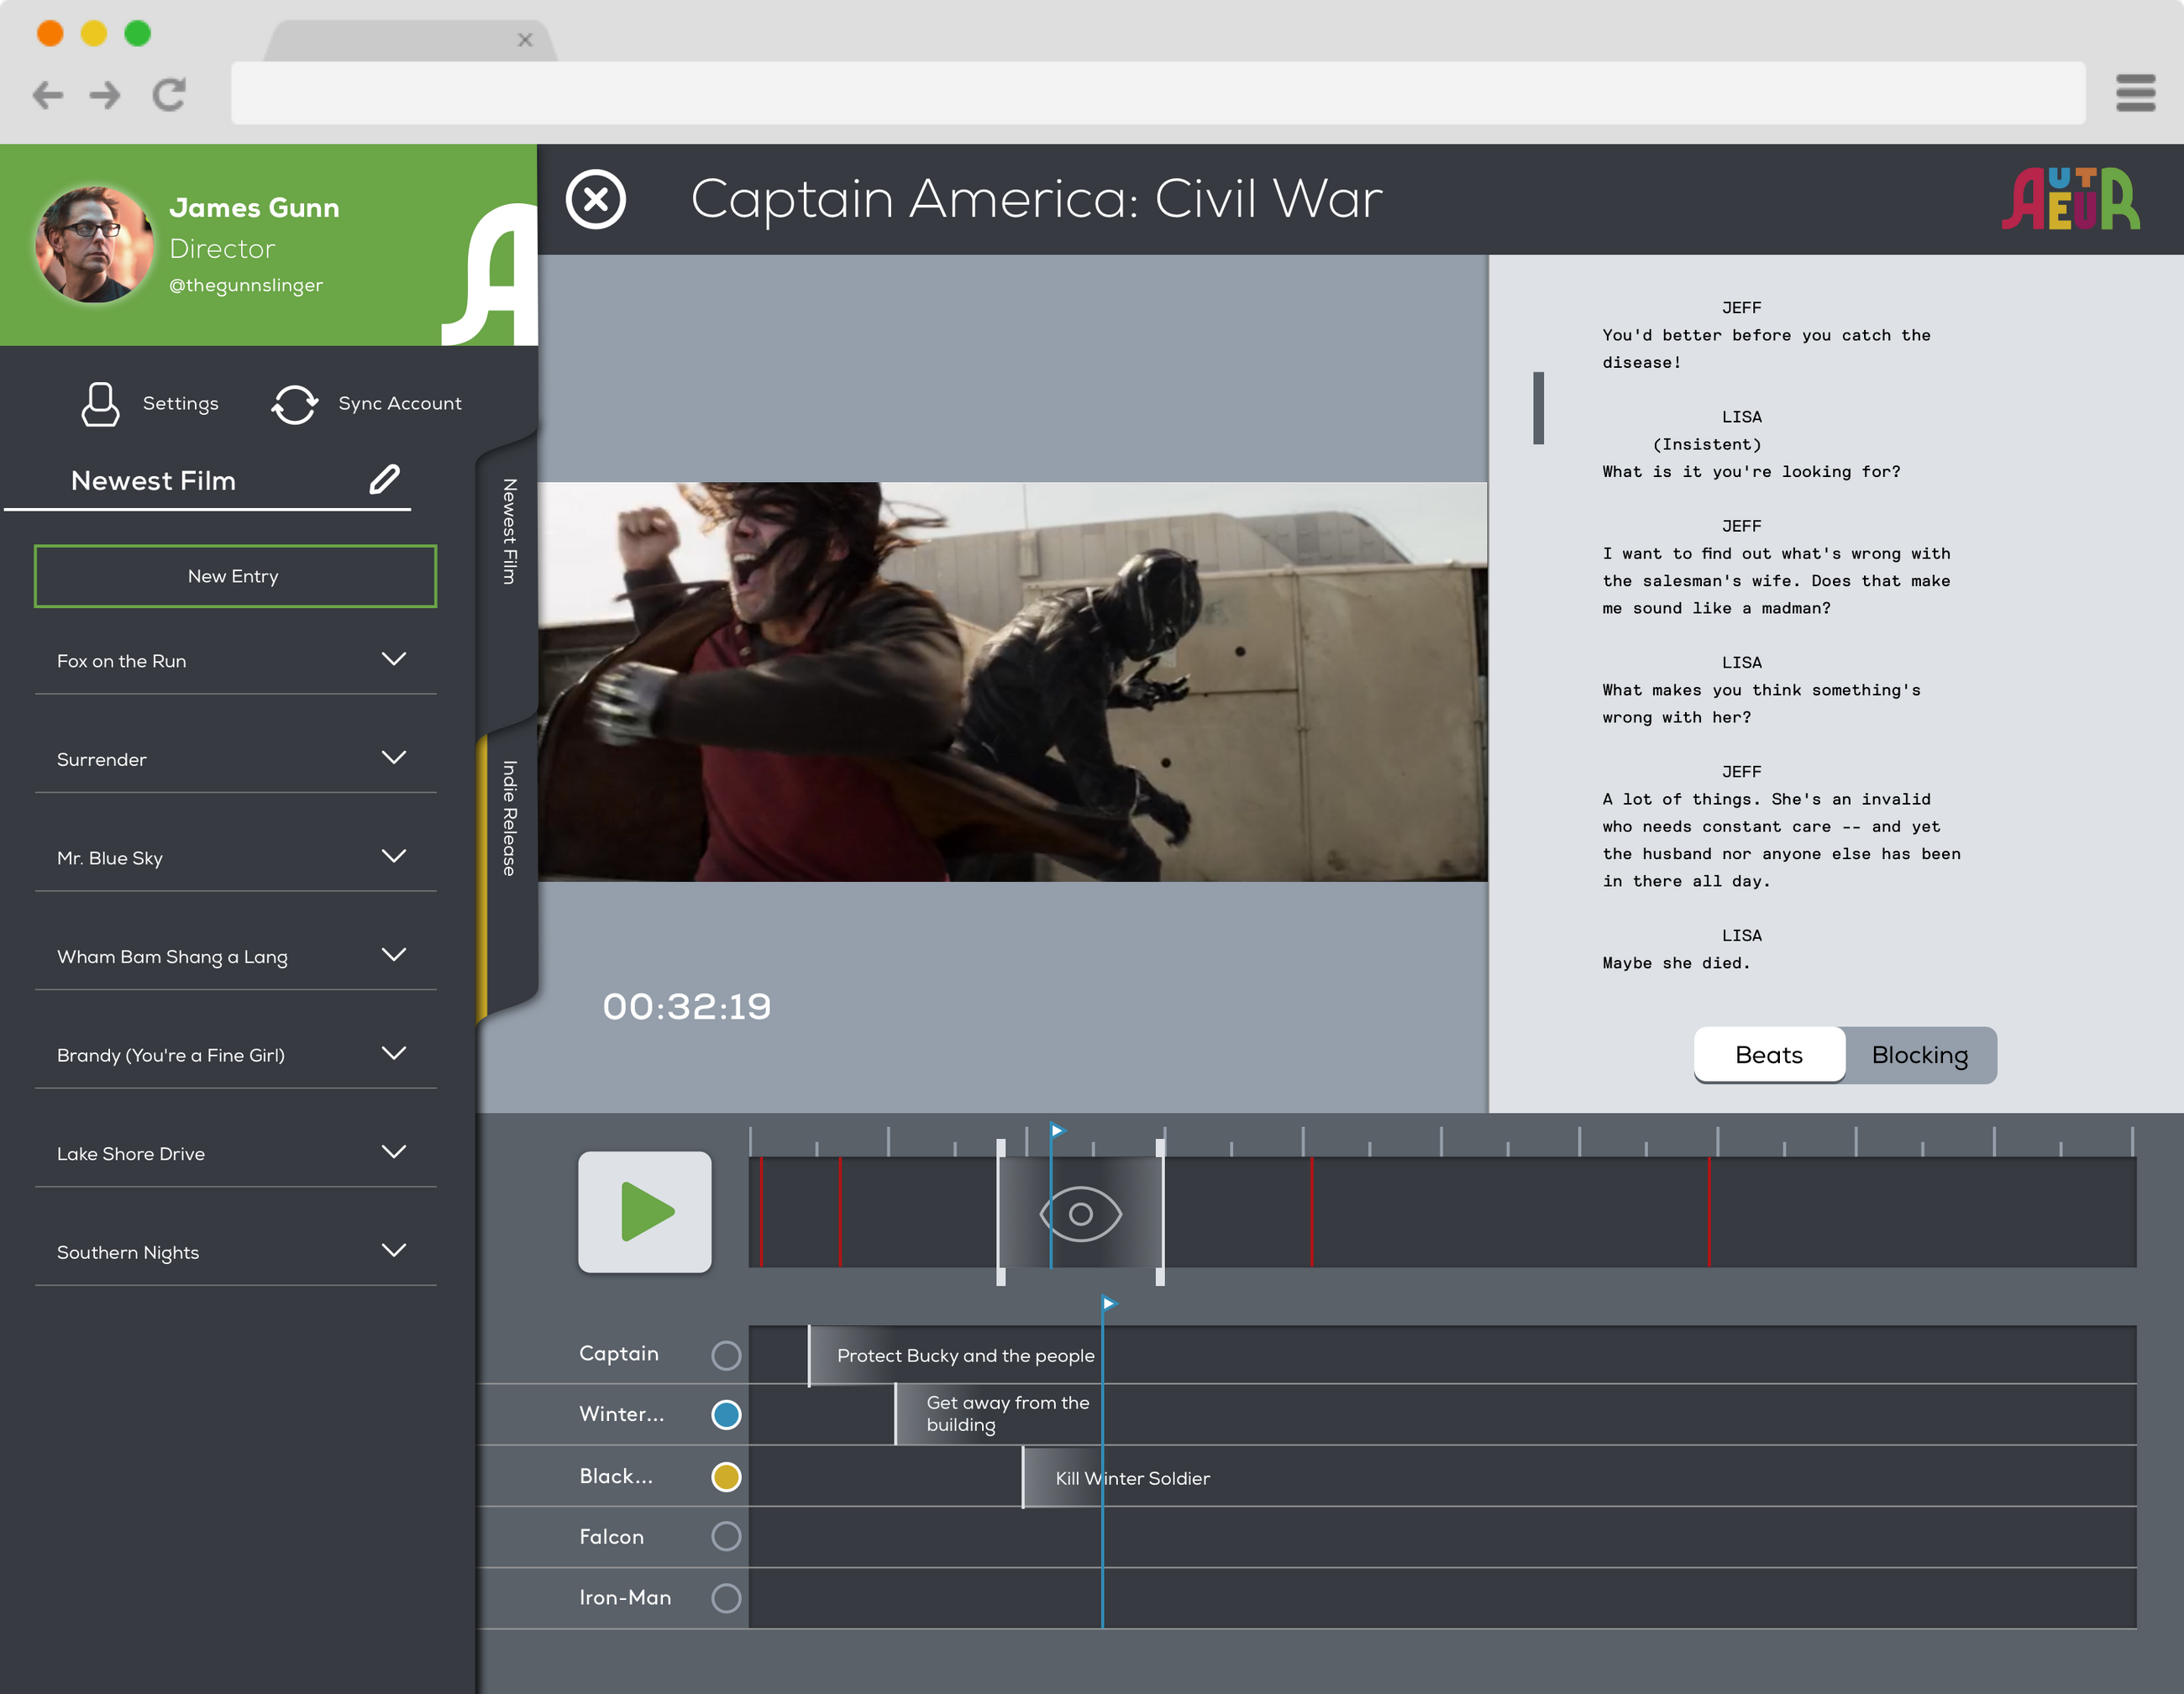 James Gunn
Director
@thegunnslinger
A
Settings
Sync Account
Newest Film
New Entry
Fox on the Run
Surrender
Mr. Blue Sky
Wham Bam Shang a Lang
Brandy (You're a Fine Girl)
Lake Shore Drive
Southern Nights
Newest Film
Indie Release
Captain America: Civil War
AUTEUR
JEFF
You'd better before you catch the
disease!
LISA
(Insistent)
What is it you're looking for?
JEFF
I want to find out what's wrong with
the salesman's wife. Does that make
me sound like a madman?
LISA
What makes you think something's
wrong with her?
JEFF
A lot of things. She's an invalid
who needs constant care -- and yet
the husband nor anyone else has been
in there all day.
LISA
Maybe she died.
Beats
Blocking
00:32:19
Captain
Protect Bucky and the people
Winter...
Get away from the
building
Black...
Kill Winter Soldier
Falcon
Iron-Man